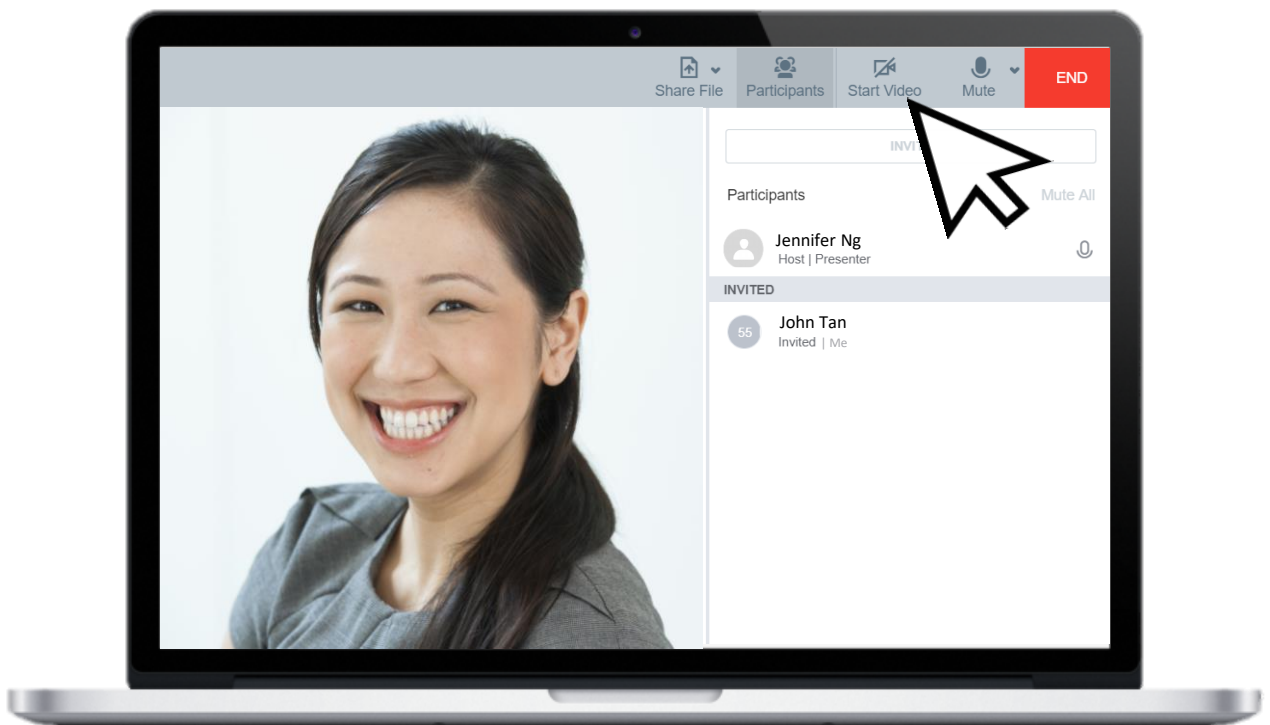 Share File
Participants
Start Video
Mute
END
Participants
Mute All
Jennifer Ng
Host | Presenter
INVITED
55
John Tan
Invited | Me